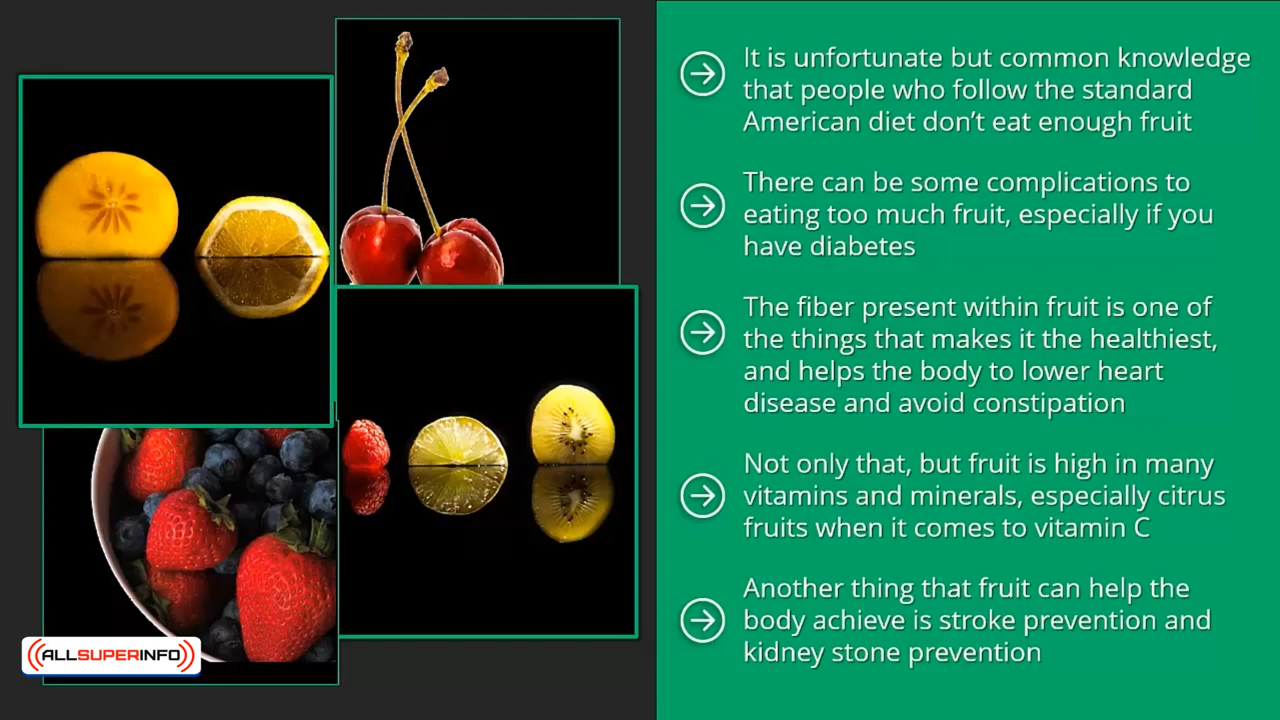 It is unfortunate but common knowledge
that people who follow the standard
American diet don’t eat enough fruit
There can be some complications to
eating too much fruit, especially if you
have diabetes
The fiber present within fruit is one of
the things that makes it the healthiest,
and helps the body to lower heart
disease and avoid constipation
Not only that, but fruit is high in many
vitamins and minerals, especially citrus
fruits when it comes to vitamin C
Another thing that fruit can help the
body achieve is stroke prevention and
kidney stone prevention
ALLSUPERINFO